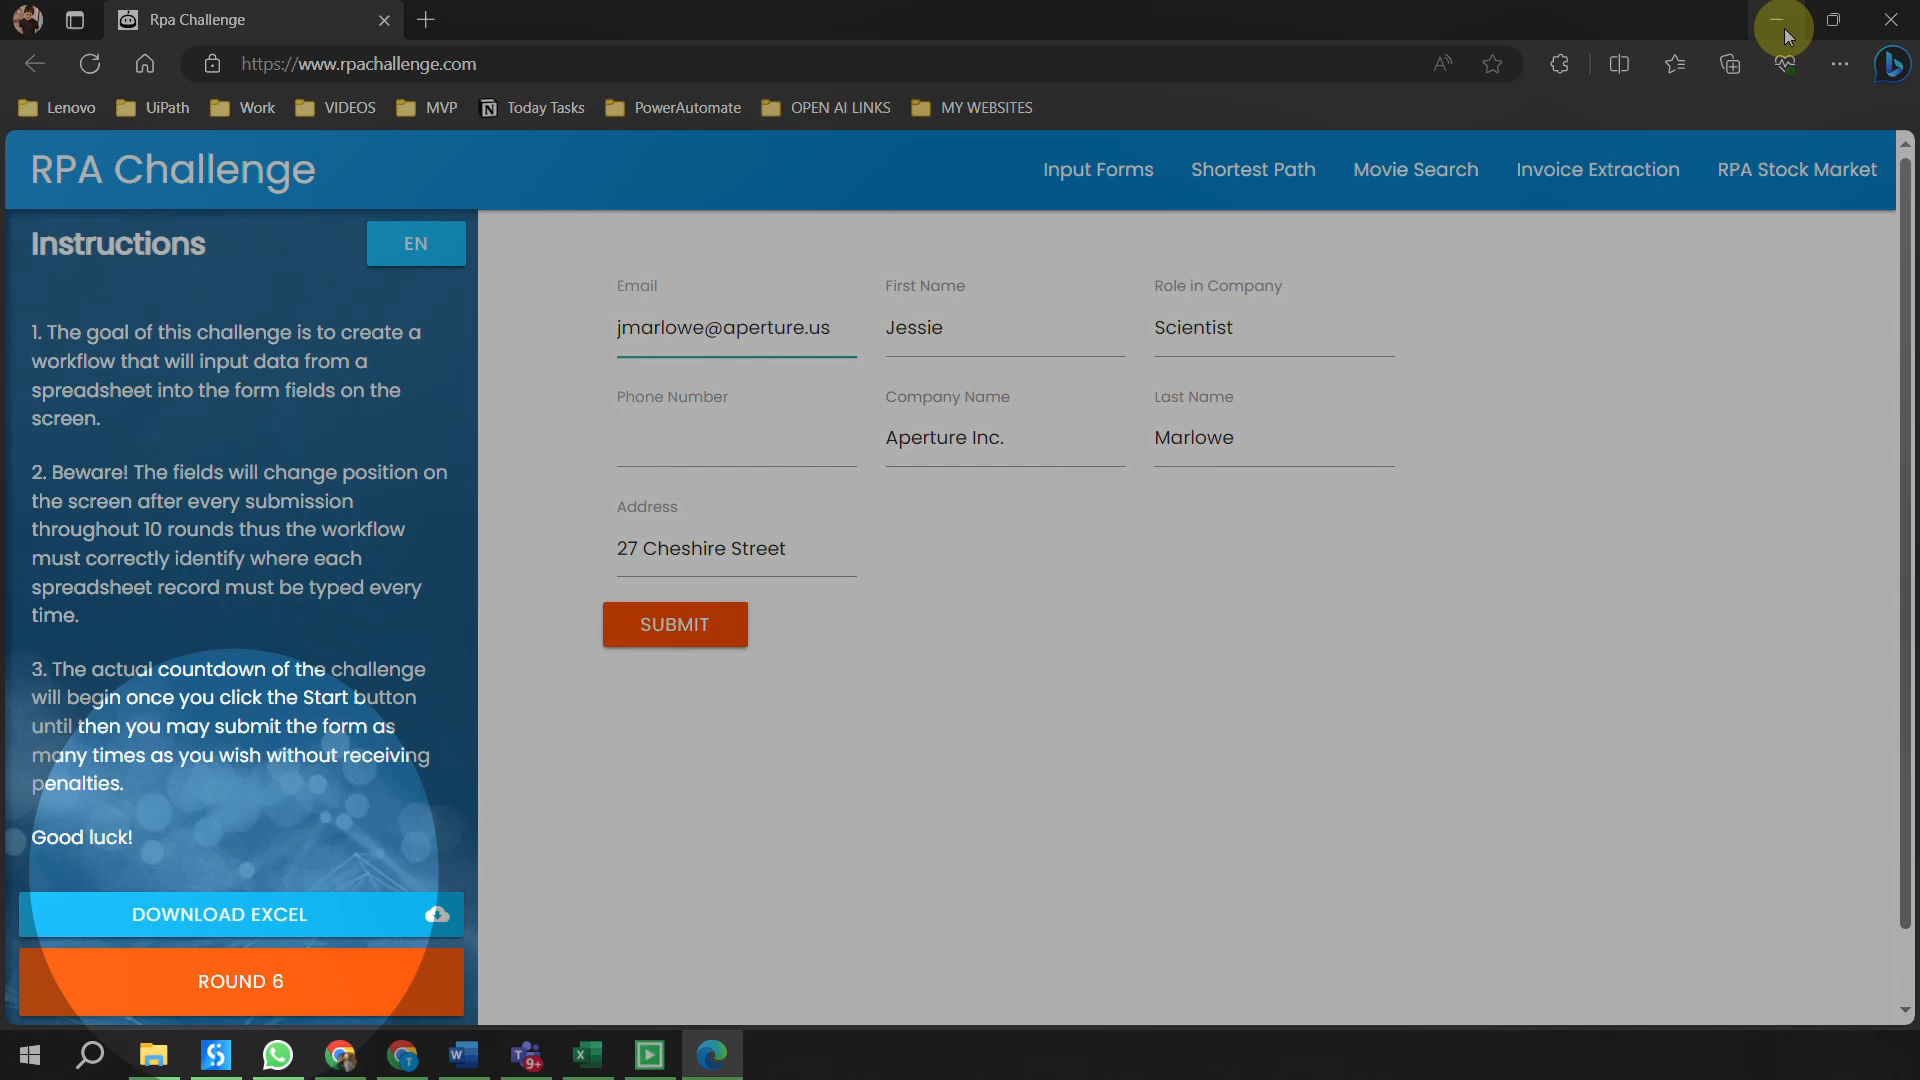 Rpa Challenge
https://www.rpachallenge.com
Lenovo UiPath Work VIDEOS MVP Today Tasks PowerAutomate OPEN AI LINKS MY WEBSITES
RPA Challenge
Input Forms Shortest Path Movie Search Invoice Extraction RPA Stock Market
Instructions
EN
1. The goal of this challenge is to create a
workflow that will input data from a
spreadsheet into the form fields on the
screen.
2. Beware! The fields will change position on
the screen after every submission
throughout 10 rounds thus the workflow
must correctly identify where each
spreadsheet record must be typed every
time.
3. The actual countdown of the challenge
will begin once you click the Start button
until then you may submit the form as
many times as you wish without receiving
penalties.
Good luck!
DOWNLOAD EXCEL
ROUND 6
Email First Name Role in Company
jmarlowe@aperture.us Jessie Scientist
Phone Number Company Name Last Name
Aperture Inc. Marlowe
Address
27 Cheshire Street
SUBMIT
9+